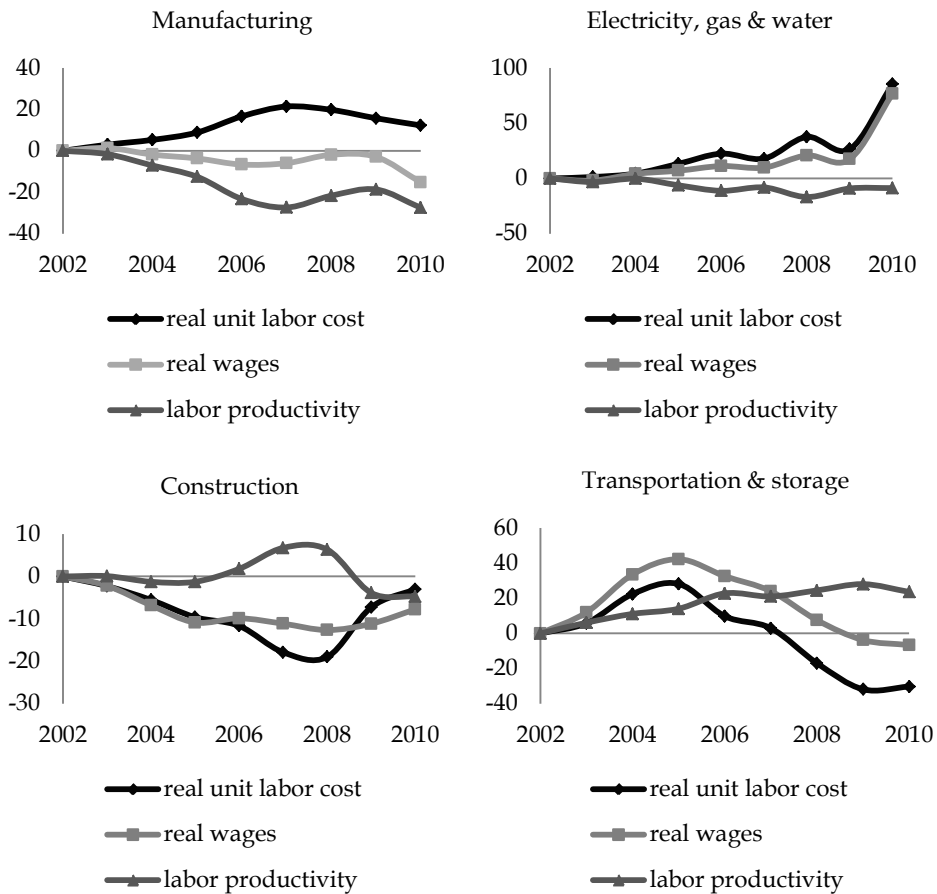 Manufacturing
40
20
0
-20
-40
2002 2004 2006 2008 2010
real unit labor cost
real wages
labor productivity
Electricity, gas & water
100
50
0
-50
2002 2004 2006 2008 2010
real unit labor cost
real wages
labor productivity
Construction
10
0
-10
-20
-30
2002 2004 2006 2008 2010
real unit labor cost
real wages
labor productivity
Transportation & storage
60
40
20
0
-20
-40
2002 2004 2006 2008 2010
real unit labor cost
real wages
labor productivity